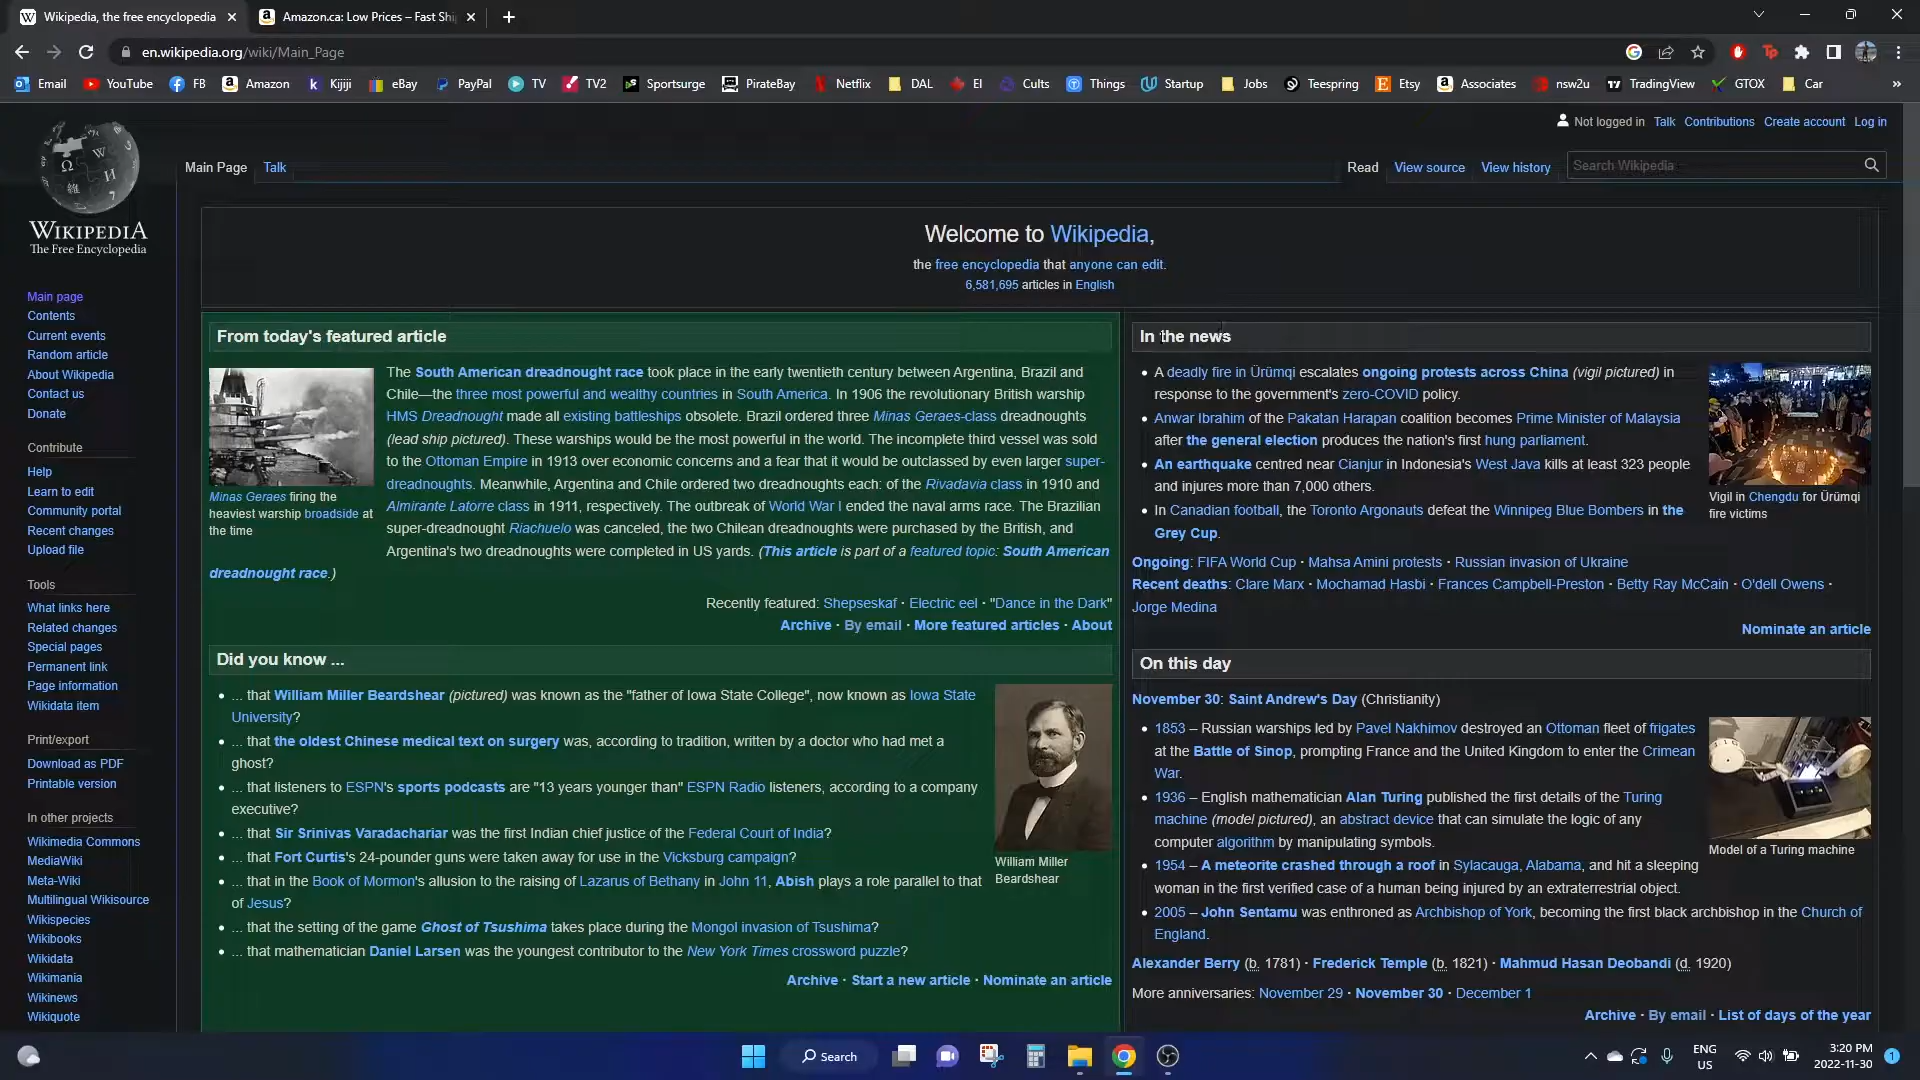 Wikipedia, the free encyclopedia
Amazon.ca: Low Prices – Fast Shi
en.wikipedia.org/wiki/Main_Page
Email YouTube FB Amazon Kijiji eBay PayPal TV TV2 Sportsurge PirateBay Netflix DAL EI Cults Things Startup Jobs Teespring Etsy Associates nsw2u TradingView GTOX Car »
Not logged in Talk Contributions Create account Log in
Main Page Talk
Read View source View history Search Wikipedia
WIKIPEDIA
The Free Encyclopedia
Main page
Contents
Current events
Random article
About Wikipedia
Contact us
Donate
Contribute
Help
Learn to edit
Community portal
Recent changes
Upload file
Tools
What links here
Related changes
Special pages
Permanent link
Page information
Wikidata item
Print/export
Download as PDF
Printable version
In other projects
Wikimedia Commons
MediaWiki
Meta-Wiki
Multilingual Wikisource
Wikispecies
Wikibooks
Wikidata
Wikimania
Wikinews
Wikiquote
Welcome to Wikipedia,
the free encyclopedia that anyone can edit.
6,581,695 articles in English
From today's featured article
Minas Geraes firing the
heaviest warship broadside at
the time
The South American dreadnought race took place in the early twentieth century between Argentina, Brazil and
Chile—the three most powerful and wealthy countries in South America. In 1906 the revolutionary British warship
HMS Dreadnought made all existing battleships obsolete. Brazil ordered three Minas Geraes-class dreadnoughts
(lead ship pictured). These warships would be the most powerful in the world. The incomplete third vessel was sold
to the Ottoman Empire in 1913 over economic concerns and a fear that it would be outclassed by even larger super-
dreadnoughts. Meanwhile, Argentina and Chile ordered two dreadnoughts each: of the Rivadavia class in 1910 and
Almirante Latorre class in 1911, respectively. The outbreak of World War I ended the naval arms race. The Brazilian
super-dreadnought Riachuelo was canceled, the two Chilean dreadnoughts were purchased by the British, and
Argentina's two dreadnoughts were completed in US yards. (This article is part of a featured topic: South American
dreadnought race.)
Recently featured: Shepseskaf · Electric eel · "Dance in the Dark"
Archive · By email · More featured articles · About
Did you know ...
... that William Miller Beardshear (pictured) was known as the "father of Iowa State College", now known as Iowa State
University?
... that the oldest Chinese medical text on surgery was, according to tradition, written by a doctor who had met a
ghost?
... that listeners to ESPN's sports podcasts are "13 years younger than" ESPN Radio listeners, according to a company
executive?
... that Sir Srinivas Varadachariar was the first Indian chief justice of the Federal Court of India?
... that Fort Curtis's 24-pounder guns were taken away for use in the Vicksburg campaign?
... that in the Book of Mormon's allusion to the raising of Lazarus of Bethany in John 11, Abish plays a role parallel to that
of Jesus?
... that the setting of the game Ghost of Tsushima takes place during the Mongol invasion of Tsushima?
... that mathematician Daniel Larsen was the youngest contributor to the New York Times crossword puzzle?
William Miller
Beardshear
Archive · Start a new article · Nominate an article
In the news
A deadly fire in Ürümqi escalates ongoing protests across China (vigil pictured) in
response to the government's zero-COVID policy.
Anwar Ibrahim of the Pakatan Harapan coalition becomes Prime Minister of Malaysia
after the general election produces the nation's first hung parliament.
An earthquake centred near Cianjur in Indonesia's West Java kills at least 323 people
and injures more than 7,000 others.
In Canadian football, the Toronto Argonauts defeat the Winnipeg Blue Bombers in the
Grey Cup.
Vigil in Chengdu for Ürümqi
fire victims
Ongoing: FIFA World Cup · Mahsa Amini protests · Russian invasion of Ukraine
Recent deaths: Clare Marx · Mochamad Hasbi · Frances Campbell-Preston · Betty Ray McCain · O'dell Owens ·
Jorge Medina
Nominate an article
On this day
November 30: Saint Andrew's Day (Christianity)
1853 – Russian warships led by Pavel Nakhimov destroyed an Ottoman fleet of frigates
at the Battle of Sinop, prompting France and the United Kingdom to enter the Crimean
War.
1936 – English mathematician Alan Turing published the first details of the Turing
machine (model pictured), an abstract device that can simulate the logic of any
computer algorithm by manipulating symbols.
1954 – A meteorite crashed through a roof in Sylacauga, Alabama, and hit a sleeping
woman in the first verified case of a human being injured by an extraterrestrial object.
2005 – John Sentamu was enthroned as Archbishop of York, becoming the first black archbishop in the Church of
England.
Model of a Turing machine
Alexander Berry (b. 1781) · Frederick Temple (b. 1821) · Mahmud Hasan Deobandi (d. 1920)
More anniversaries: November 29 · November 30 · December 1
Archive · By email · List of days of the year
Search
ENG
US
3:20 PM
2022-11-30
1